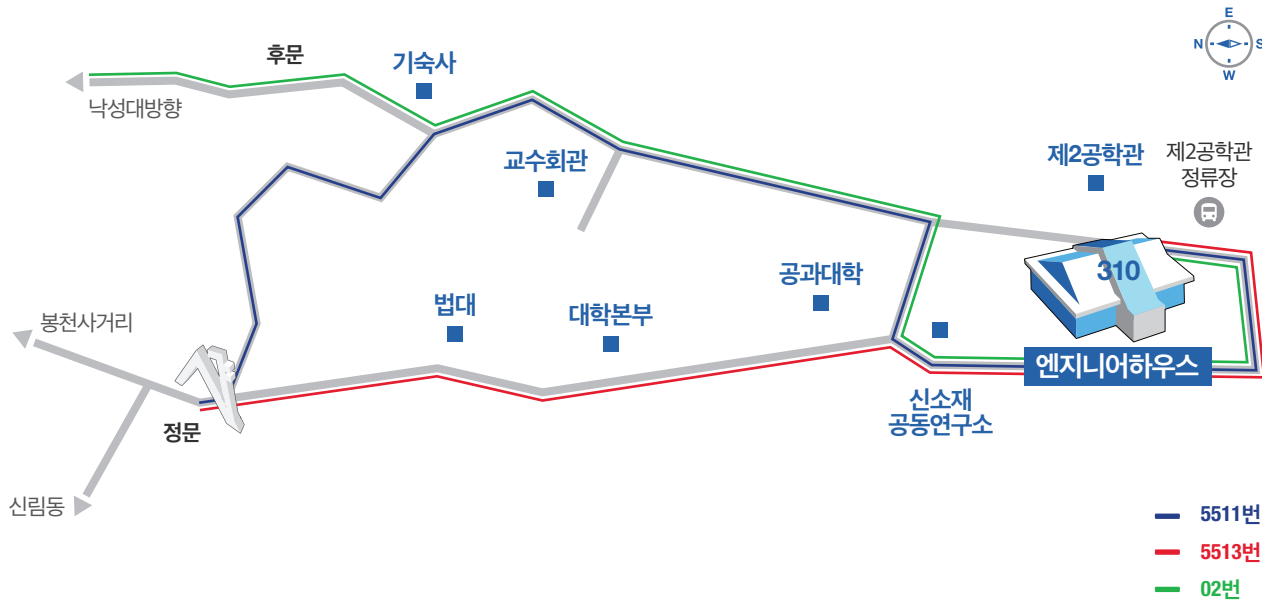 E
N
S
W
후문
기숙사
낙성대방향
교수회관
제2공학관
제2공학관
정류장
310
공과대학
법대
대학본부
봉천사거리
엔지니어하우스
신소재
공동연구소
정문
신림동
5511번
5513번
02번